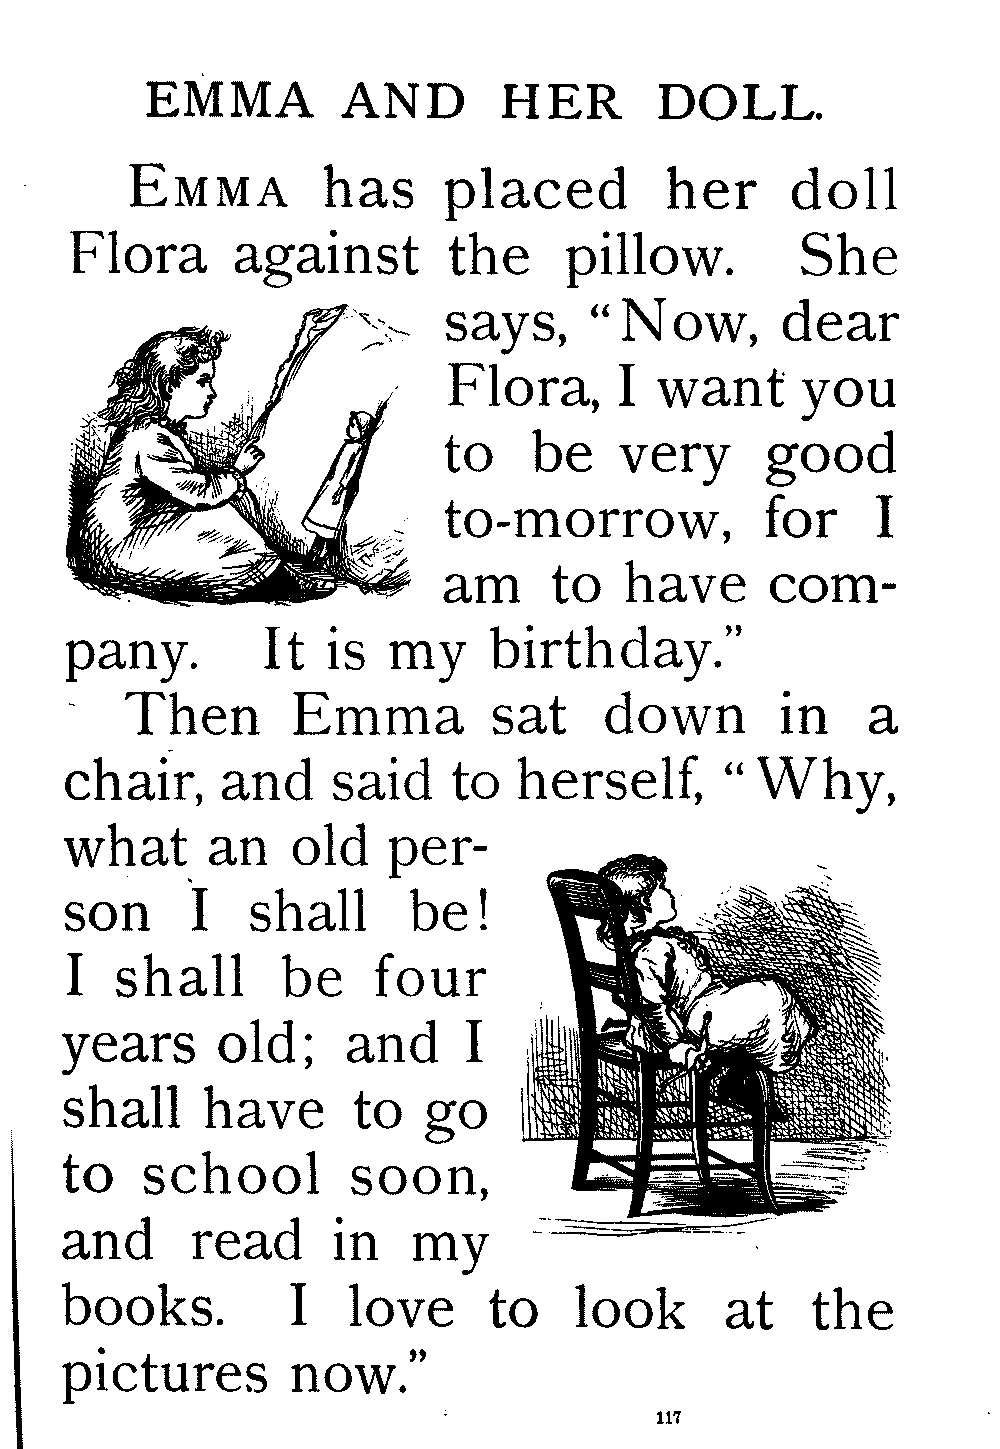 EMMA AND HER DOLL.
EMMA has placed her doll
Flora against the pillow. She
says, “Now, dear
Flora, I want you
to be very good
to-morrow, for I
am to have com-
pany. It is my birthday.”
Then Emma sat down in a
chair, and said to herself, “Why,
what an old per-
son I shall be!
I shall be four
years old; and I
shall have to go
to school soon,
and read in my
books. I love to look at the
pictures now.”
117